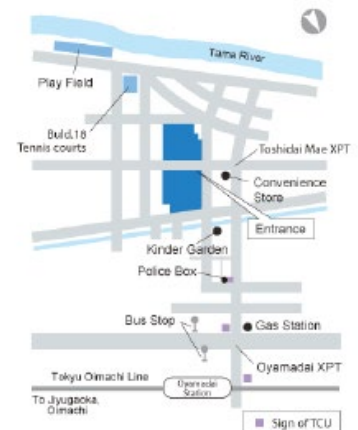 Tama River
Play Field
Buld.18
Tennis courts
Toshidai Mae XPT
Convenience
Store
Entrance
Kinder Garden
Police Box
Bus Stop
Gas Station
Oyamadai XPT
Tokyu Oimachi Line
Oyamadai
Station
To Jiyugaoka,
Oimachi
Sign of TCU